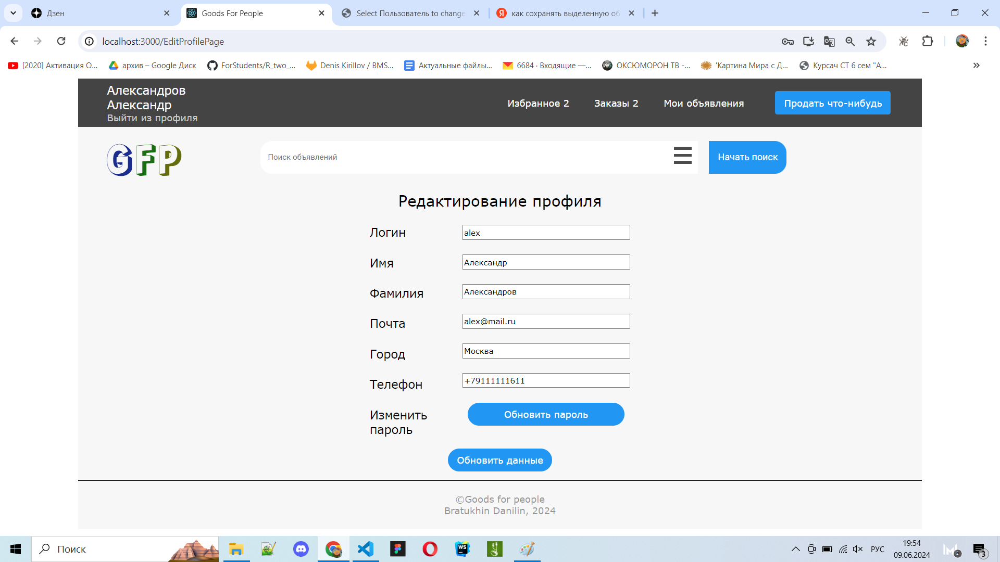 Дзен
Goods For People
Select Пользователь to change
как сохранять выделенную об
localhost:3000/EditProfilePage
[2020] Активация О...
архив – Google Диск
ForStudents/R_two_...
Denis Kirillov / BMS...
Актуальные файлы...
6684 · Входящие —...
ОКСЮМОРОН ТВ -...
'Картина Мира с Д...
Курсач СТ 6 сем "А...
Александров
Александр
Выйти из профиля
Избранное 2
Заказы 2
Мои объявления
Продать что-нибудь
GFP
Поиск объявлений
Начать поиск
Редактирование профиля
Логин
alex
Имя
Александр
Фамилия
Александров
Почта
alex@mail.ru
Город
Москва
Телефон
+79111111611
Изменить
пароль
Обновить пароль
Обновить данные
©Goods for people
Bratukhin Danilin, 2024
Поиск
РУС
19:54
09.06.2024
3
3